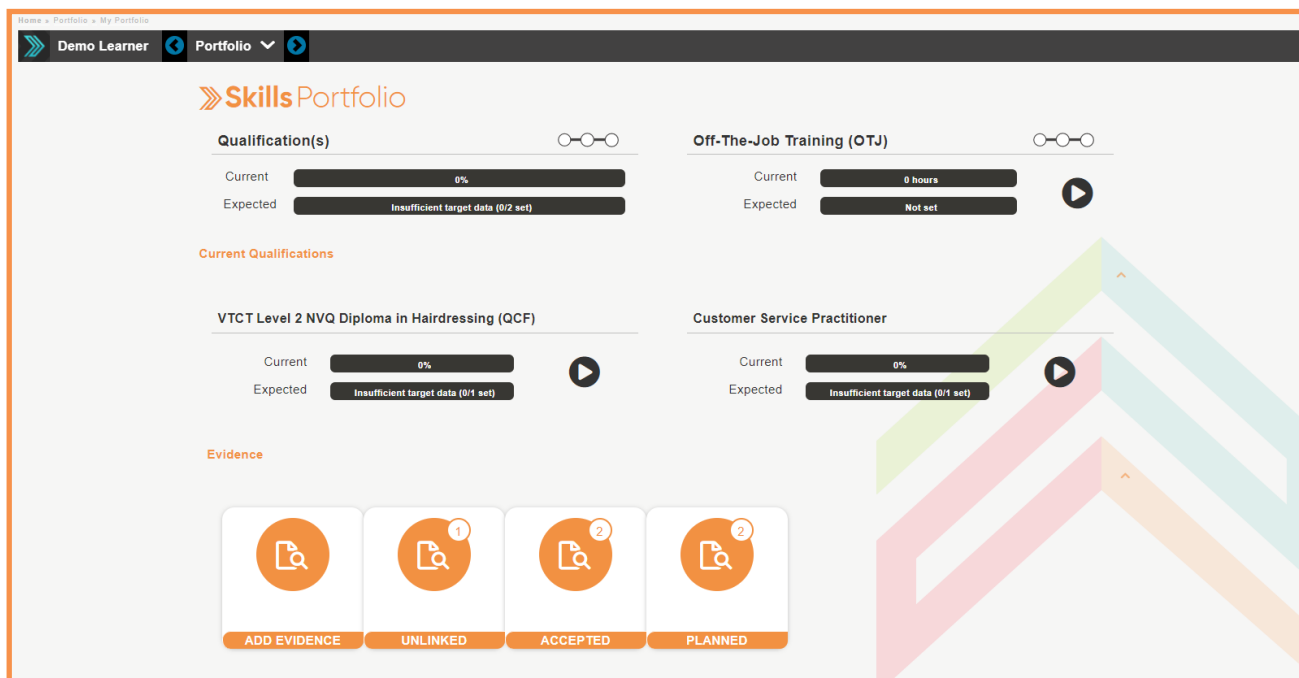 Home » Portfolio » My Portfolio
Demo Learner Portfolio
Skills Portfolio
Qualification(s)
Current 0%
Expected Insufficient target data (0/2 set)
Off-The-Job Training (OTJ)
Current 0 hours
Expected Not set
Current Qualifications
VTCT Level 2 NVQ Diploma in Hairdressing (QCF)
Current 0%
Expected Insufficient target data (0/1 set)
Customer Service Practitioner
Current 0%
Expected Insufficient target data (0/1 set)
Evidence
ADD EVIDENCE
1
UNLINKED
2
ACCEPTED
2
PLANNED